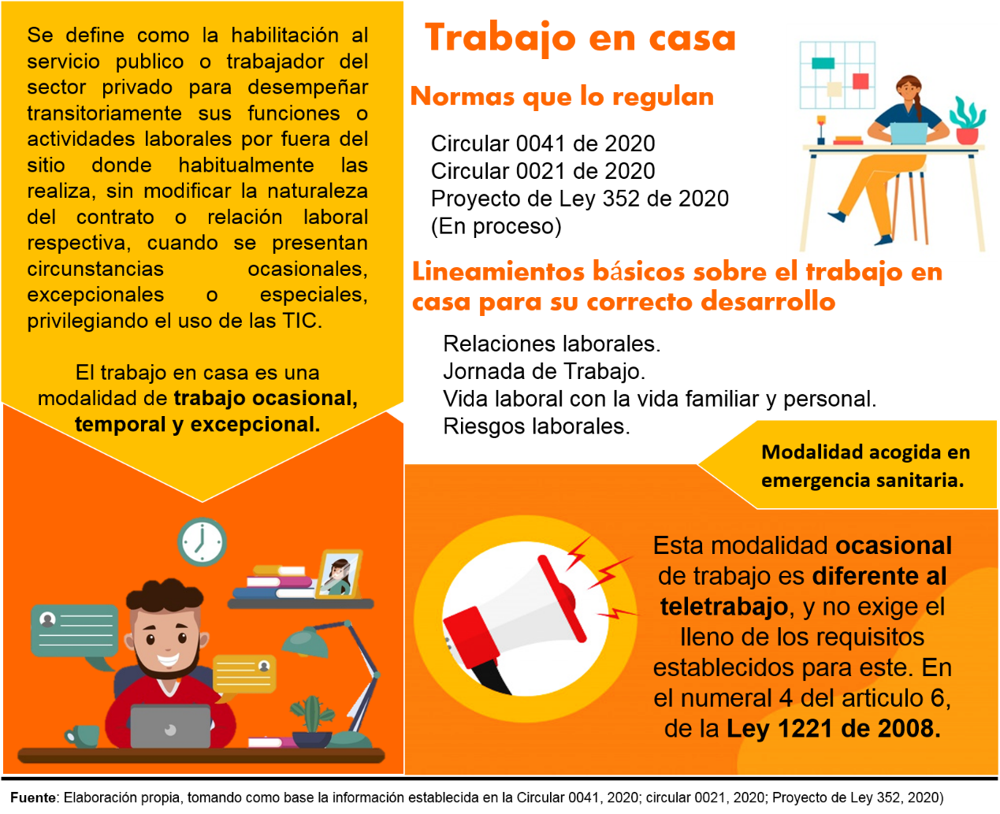 Se define como la habilitación al
servicio publico o trabajador del
sector privado para desempeñar
transitoriamente sus funciones o
actividades laborales por fuera del
sitio donde habitualmente las
realiza, sin modificar la naturaleza
del contrato o relación laboral
respectiva, cuando se presentan
circunstancias ocasionales,
excepcionales o especiales,
privilegiando el uso de las TIC.
El trabajo en casa es una
modalidad de trabajo ocasional,
temporal y excepcional.
Trabajo en casa
Normas que lo regulan
Circular 0041 de 2020
Circular 0021 de 2020
Proyecto de Ley 352 de 2020
(En proceso)
Lineamientos básicos sobre el trabajo en
casa para su correcto desarrollo
Relaciones laborales.
Jornada de Trabajo.
Vida laboral con la vida familiar y personal.
Riesgos laborales.
Modalidad acogida en
emergencia sanitaria.
Esta modalidad ocasional
de trabajo es diferente al
teletrabajo, y no exige el
lleno de los requisitos
establecidos para este. En
el numeral 4 del articulo 6,
de la Ley 1221 de 2008.
Fuente: Elaboración propia, tomando como base la información establecida en la Circular 0041, 2020; circular 0021, 2020; Proyecto de Ley 352, 2020)